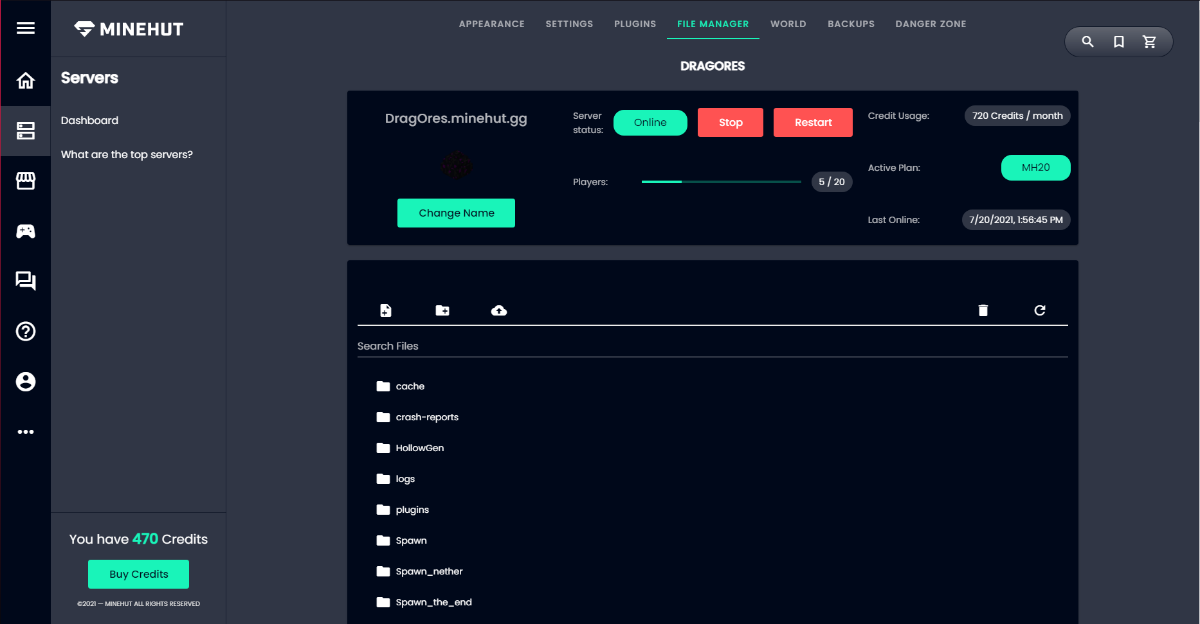 MINEHUT
Servers
Dashboard
What are the top servers?
You have 470 Credits
Buy Credits
©2021 — MINEHUT ALL RIGHTS RESERVED
APPEARANCE SETTINGS PLUGINS FILE MANAGER WORLD BACKUPS DANGER ZONE
DRAGORES
DragOres.minehut.gg
Change Name
Server
status:
Online Stop Restart
Players: 5 / 20
Credit Usage: 720 Credits / month
Active Plan: MH20
Last Online: 7/20/2021, 1:56:45 PM
Search Files
cache
crash-reports
HollowGen
logs
plugins
Spawn
Spawn_nether
Spawn_the_end